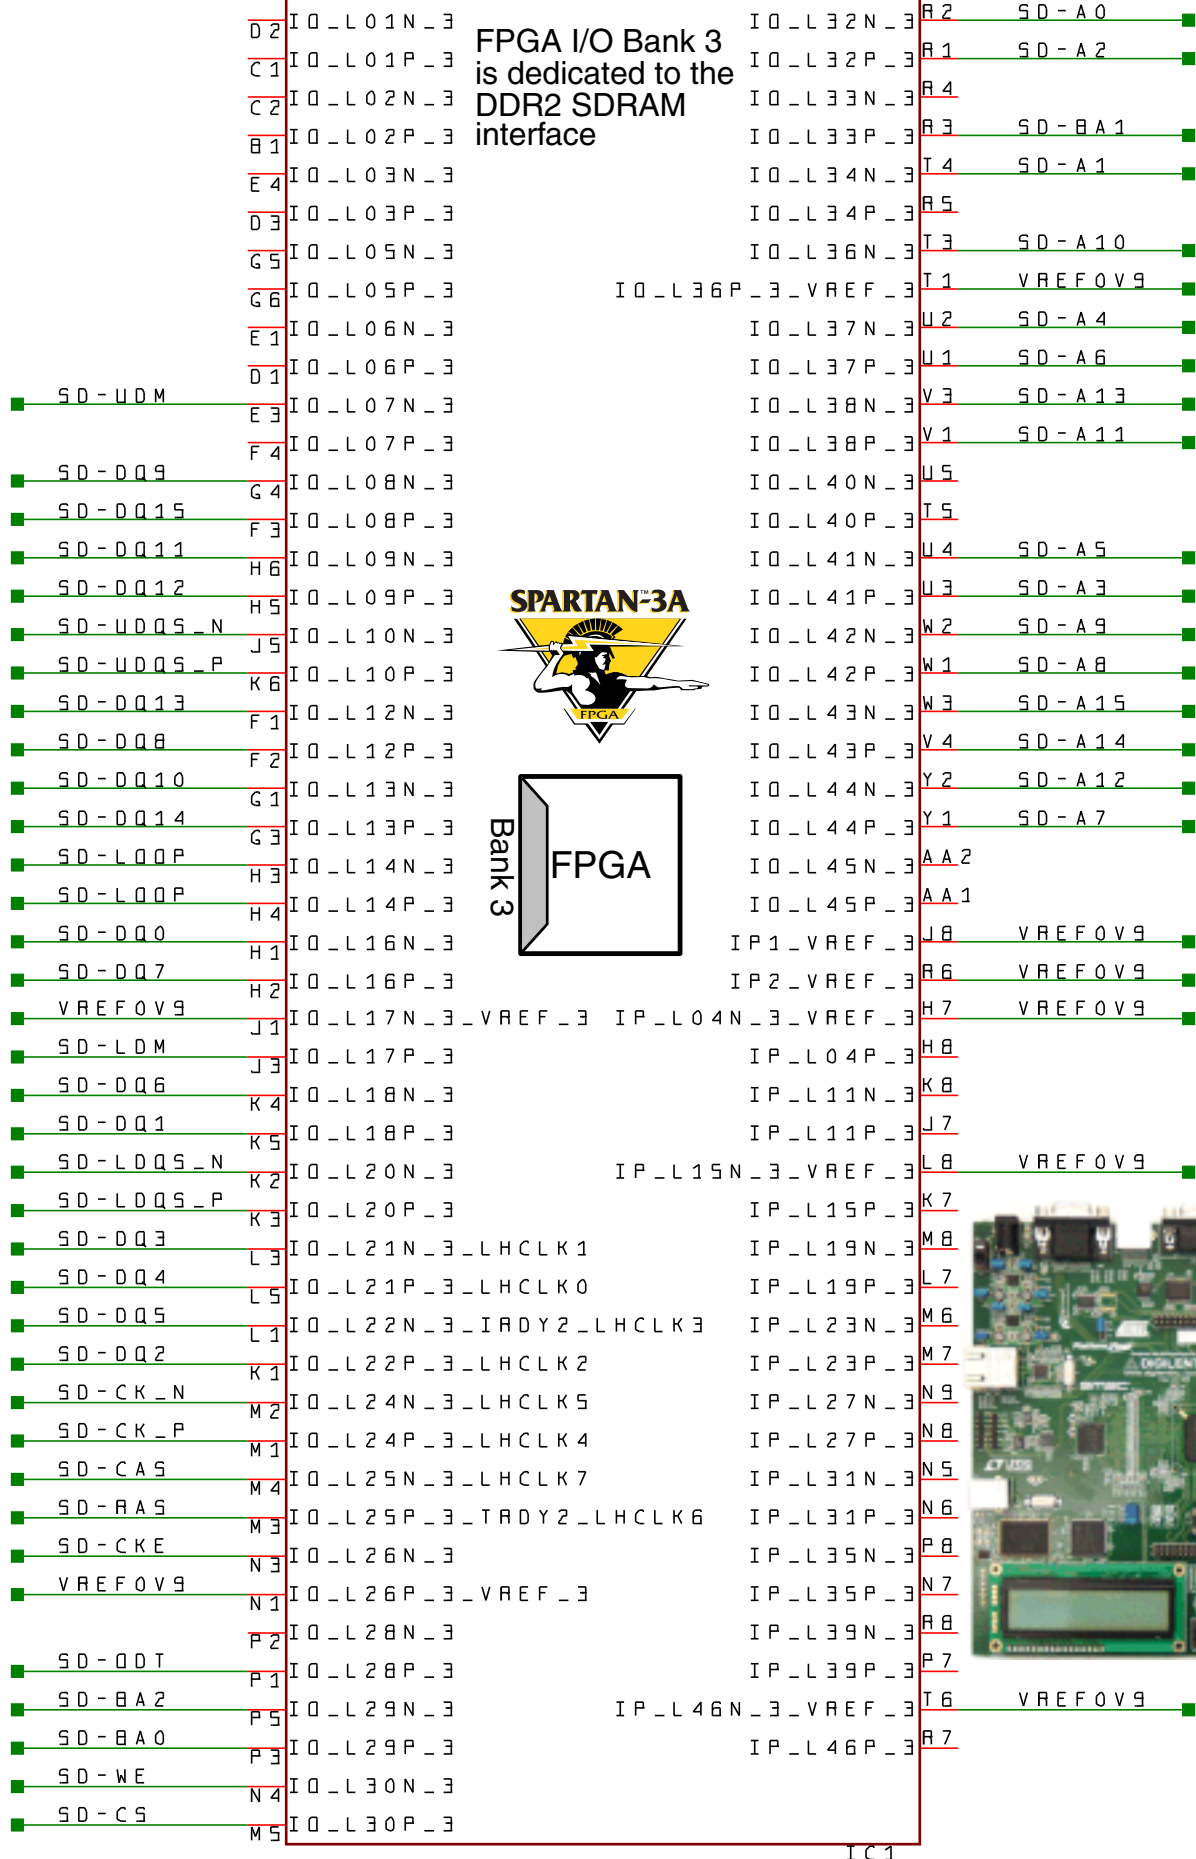 FPGA I/O Bank 3
is dedicated to the
DDR2 SDRAM
interface
D2 IO_L01N_3
C1 IO_L01P_3
C2 IO_L02N_3
B1 IO_L02P_3
E4 IO_L03N_3
D3 IO_L03P_3
G5 IO_L05N_3
G6 IO_L05P_3
E1 IO_L06N_3
D1 IO_L06P_3
SD-UDM E3 IO_L07N_3
F4 IO_L07P_3
SD-DQ9 G4 IO_L08N_3
SD-DQ15 F3 IO_L08P_3
SD-DQ11 H6 IO_L09N_3
SD-DQ12 H5 IO_L09P_3
SD-UDQS_N J5 IO_L10N_3
SD-UDQS_P K6 IO_L10P_3
SD-DQ13 F1 IO_L12N_3
SD-DQ8 F2 IO_L12P_3
SD-DQ10 G1 IO_L13N_3
SD-DQ14 G3 IO_L13P_3
SD-LOOP H3 IO_L14N_3
SD-LOOP H4 IO_L14P_3
SD-DQ0 H1 IO_L16N_3
SD-DQ7 H2 IO_L16P_3
VREF0V9 J1 IO_L17N_3_VREF_3
SD-LDM J3 IO_L17P_3
SD-DQ6 K4 IO_L18N_3
SD-DQ1 K5 IO_L18P_3
SD-LDQS_N K2 IO_L20N_3
SD-LDQS_P K3 IO_L20P_3
SD-DQ3 L3 IO_L21N_3_LHCLK1
SD-DQ4 L5 IO_L21P_3_LHCLK0
SD-DQ5 L1 IO_L22N_3_IRDY2_LHCLK3
SD-DQ2 K1 IO_L22P_3_LHCLK2
SD-CK_N M2 IO_L24N_3_LHCLK5
SD-CK_P M1 IO_L24P_3_LHCLK4
SD-CAS M4 IO_L25N_3_LHCLK7
SD-RAS M3 IO_L25P_3_TRDY2_LHCLK6
SD-CKE N3 IO_L26N_3
VREF0V9 N1 IO_L26P_3_VREF_3
P2 IO_L28N_3
SD-ODT P1 IO_L28P_3
SD-BA2 P5 IO_L29N_3
SD-BA0 P3 IO_L29P_3
SD-WE N4 IO_L30N_3
SD-CS M5 IO_L30P_3
SPARTAN-3A
FPGA
Bank 3
FPGA
IO_L32N_3 R2 SD-A0
IO_L32P_3 R1 SD-A2
IO_L33N_3 R4
IO_L33P_3 R3 SD-BA1
IO_L34N_3 T4 SD-A1
IO_L34P_3 R5
IO_L36N_3 T3 SD-A10
IO_L36P_3_VREF_3 T1 VREF0V9
IO_L37N_3 U2 SD-A4
IO_L37P_3 U1 SD-A6
IO_L38N_3 V3 SD-A13
IO_L38P_3 V1 SD-A11
IO_L40N_3 U5
IO_L40P_3 T5
IO_L41N_3 U4 SD-A5
IO_L41P_3 U3 SD-A3
IO_L42N_3 W2 SD-A9
IO_L42P_3 W1 SD-A8
IO_L43N_3 W3 SD-A15
IO_L43P_3 V4 SD-A14
IO_L44N_3 Y2 SD-A12
IO_L44P_3 Y1 SD-A7
IO_L45N_3 AA2
IO_L45P_3 AA1
IP1_VREF_3 J8 VREF0V9
IP2_VREF_3 R6 VREF0V9
IP_L04N_3_VREF_3 H7 VREF0V9
IP_L04P_3 H8
IP_L11N_3 K8
IP_L11P_3 J7
IP_L15N_3_VREF_3 L8 VREF0V9
IP_L15P_3 K7
IP_L19N_3 M8
IP_L19P_3 L7
IP_L23N_3 M6
IP_L23P_3 M7
IP_L27N_3 N9
IP_L27P_3 N8
IP_L31N_3 N5
IP_L31P_3 N6
IP_L35N_3 P8
IP_L35P_3 N7
IP_L39N_3 R8
IP_L39P_3 P7
IP_L46N_3_VREF_3 T6 VREF0V9
IP_L46P_3 R7
IC1